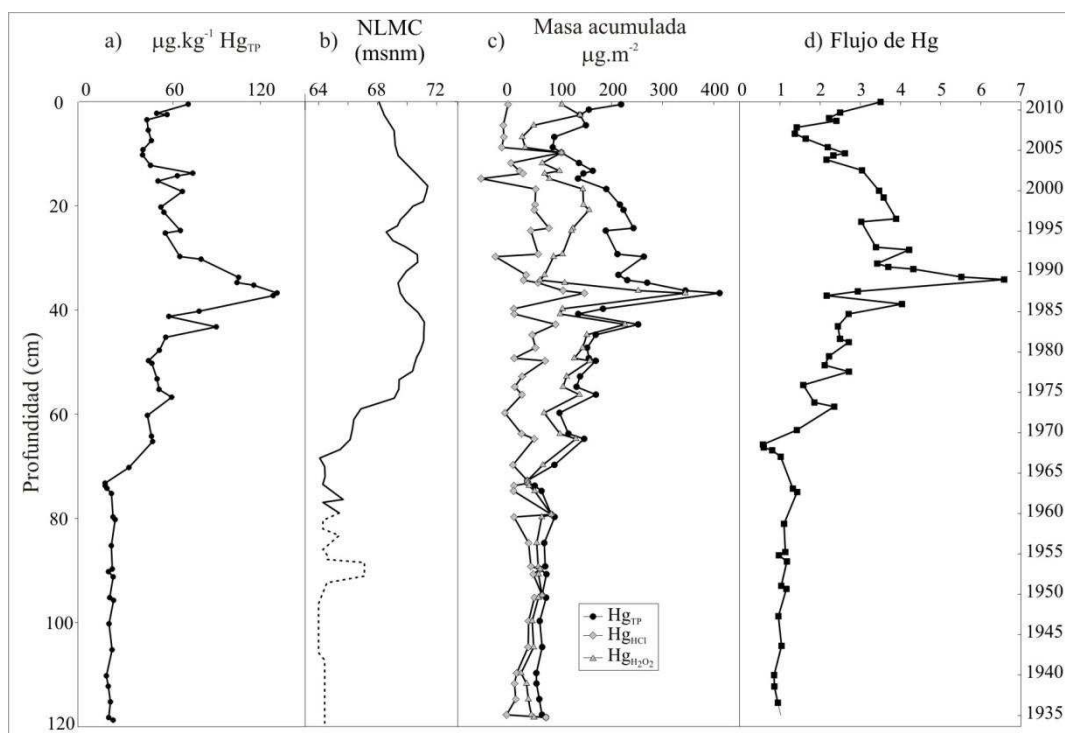 a) µg.kg⁻¹ Hg_TP
0 60 120
b) NLMC
(msnm)
64 68 72
c) Masa acumulada
µg.m⁻²
0 100 200 300 400
d) Flujo de Hg
0 1 2 3 4 5 6 7
Profundidad (cm)
0
20
40
60
80
100
120
2010
2005
2000
1995
1990
1985
1980
1975
1970
1965
1960
1955
1950
1945
1940
1935
Hg_TP
Hg_HCl
Hg_H₂O₂